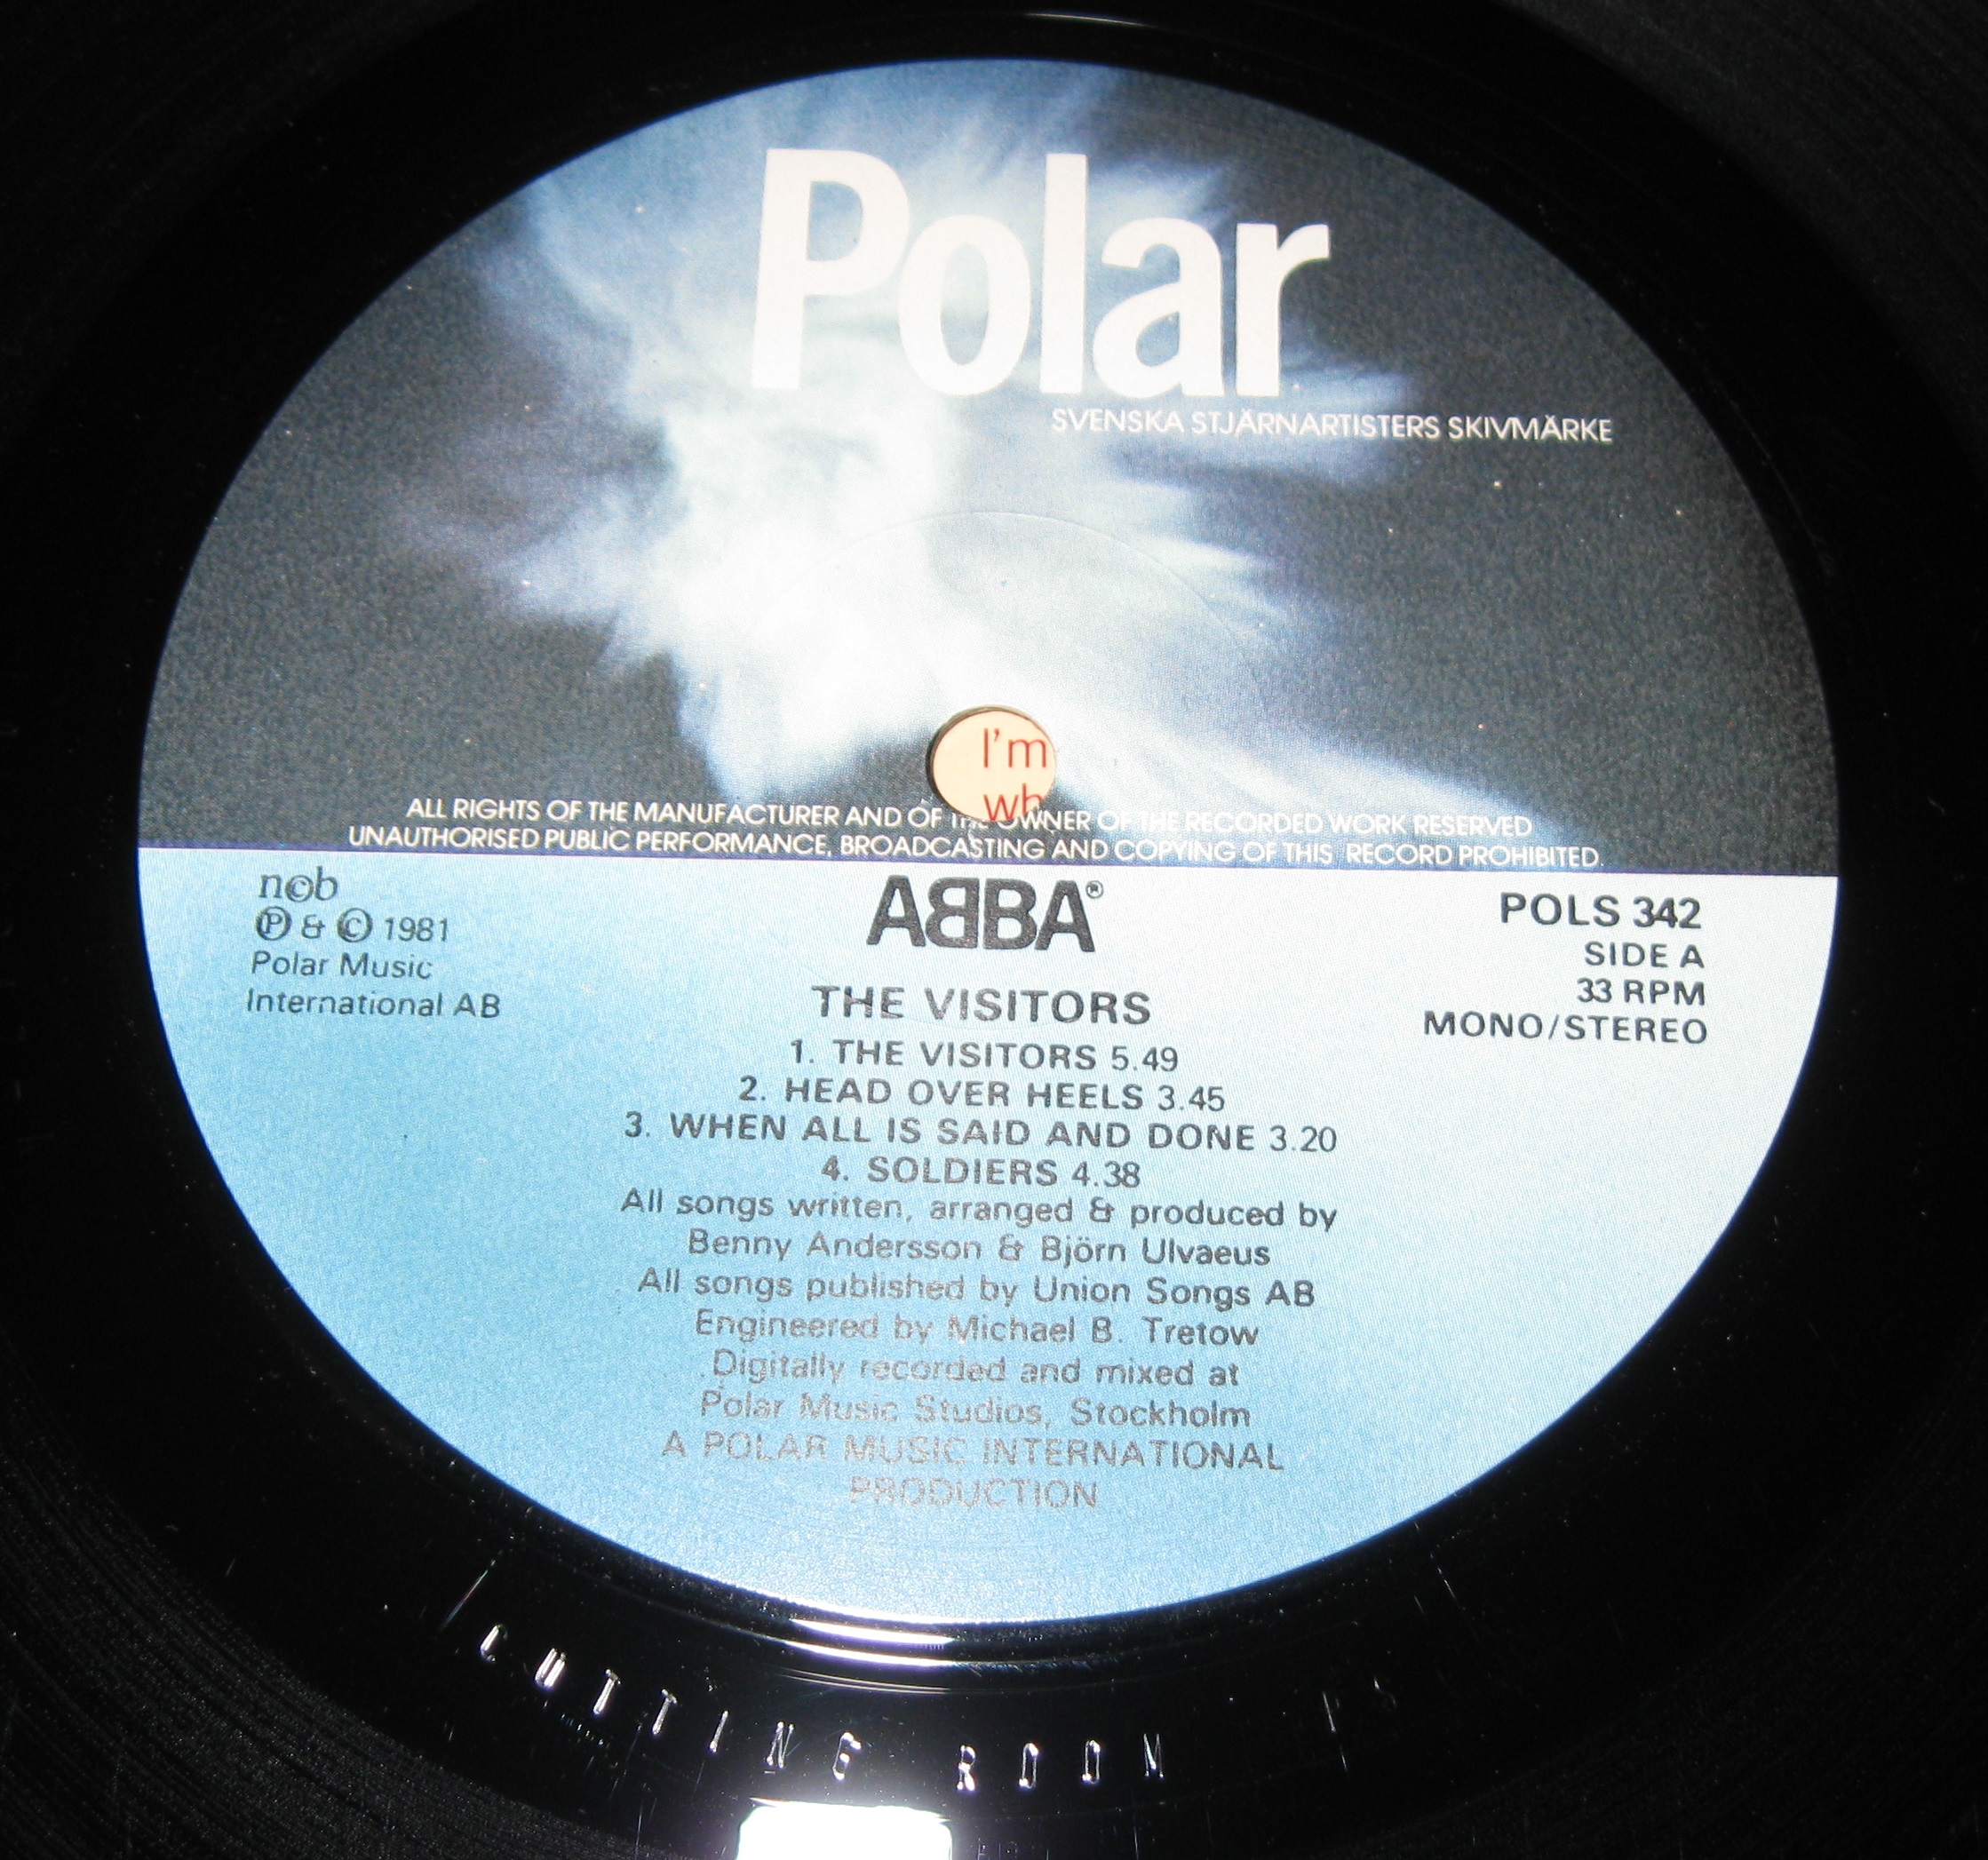 Polar
SVENSKA STJÄRNARTISTERS SKIVMÄRKE
I'm
wh
ALL RIGHTS OF THE MANUFACTURER AND OF THE OWNER OF THE RECORDED WORK RESERVED
UNAUTHORISED PUBLIC PERFORMANCE, BROADCASTING AND COPYING OF THIS RECORD PROHIBITED.
n©b
℗ & © 1981
Polar Music
International AB
ABBA®
THE VISITORS
POLS 342
SIDE A
33 RPM
MONO/STEREO
1. THE VISITORS 5.49
2. HEAD OVER HEELS 3.45
3. WHEN ALL IS SAID AND DONE 3.20
4. SOLDIERS 4.38
All songs written, arranged & produced by
Benny Andersson & Björn Ulvaeus
All songs published by Union Songs AB
Engineered by Michael B. Tretow
Digitally recorded and mixed at
Polar Music Studios, Stockholm
A POLAR MUSIC INTERNATIONAL
PRODUCTION
CUTTING ROOM